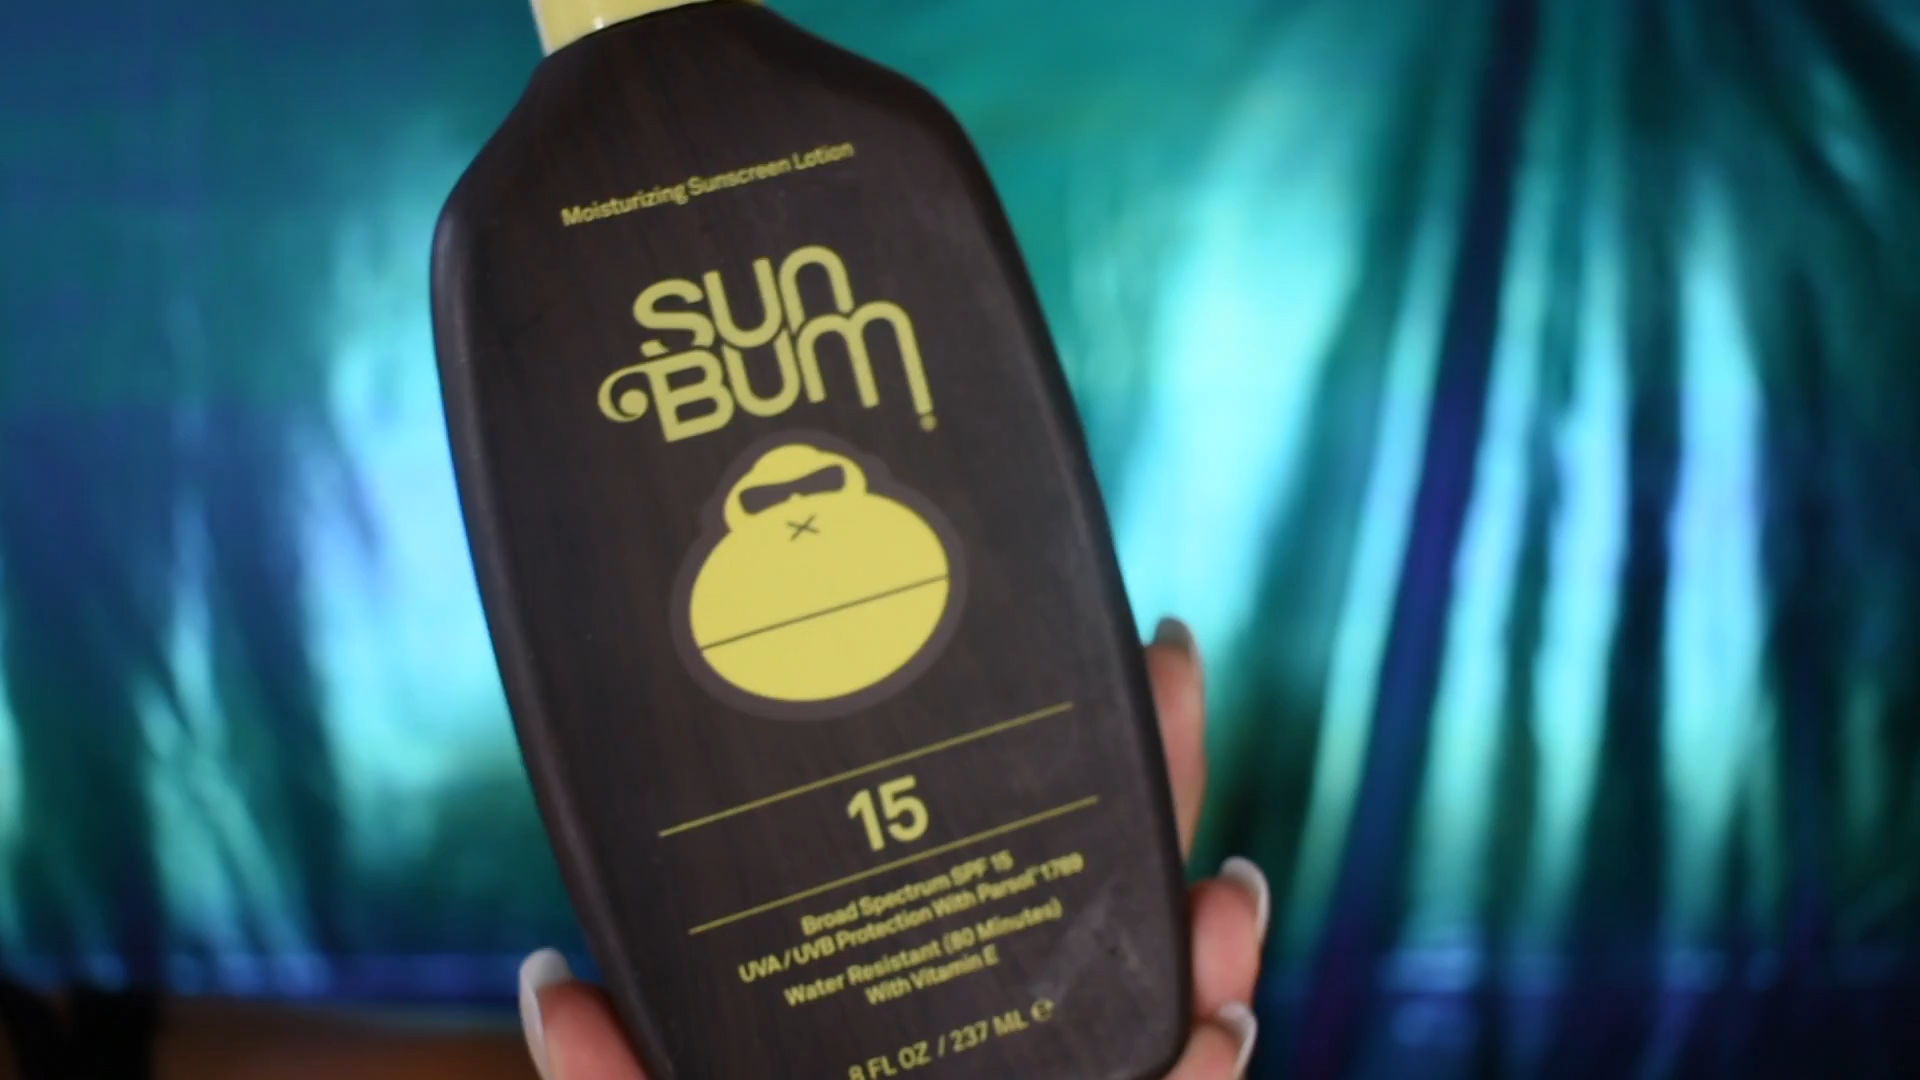 Moisturizing Sunscreen Lotion
SUN
BUM®
15
Broad Spectrum SPF 15
UVA / UVB Protection With Parsol® 1789
Water Resistant (80 Minutes)
With Vitamin E
8 FL OZ / 237 ML ℮